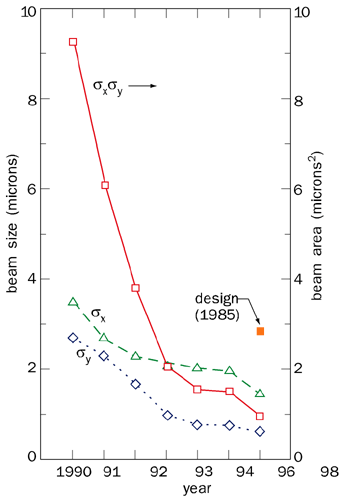 10
8
6
4
2
0
beam size (microns)
σxσy
σx
σy
design
(1985)
10
8
6
4
2
0
beam area (microns²)
1990 91 92 93 94 95 96 98
year